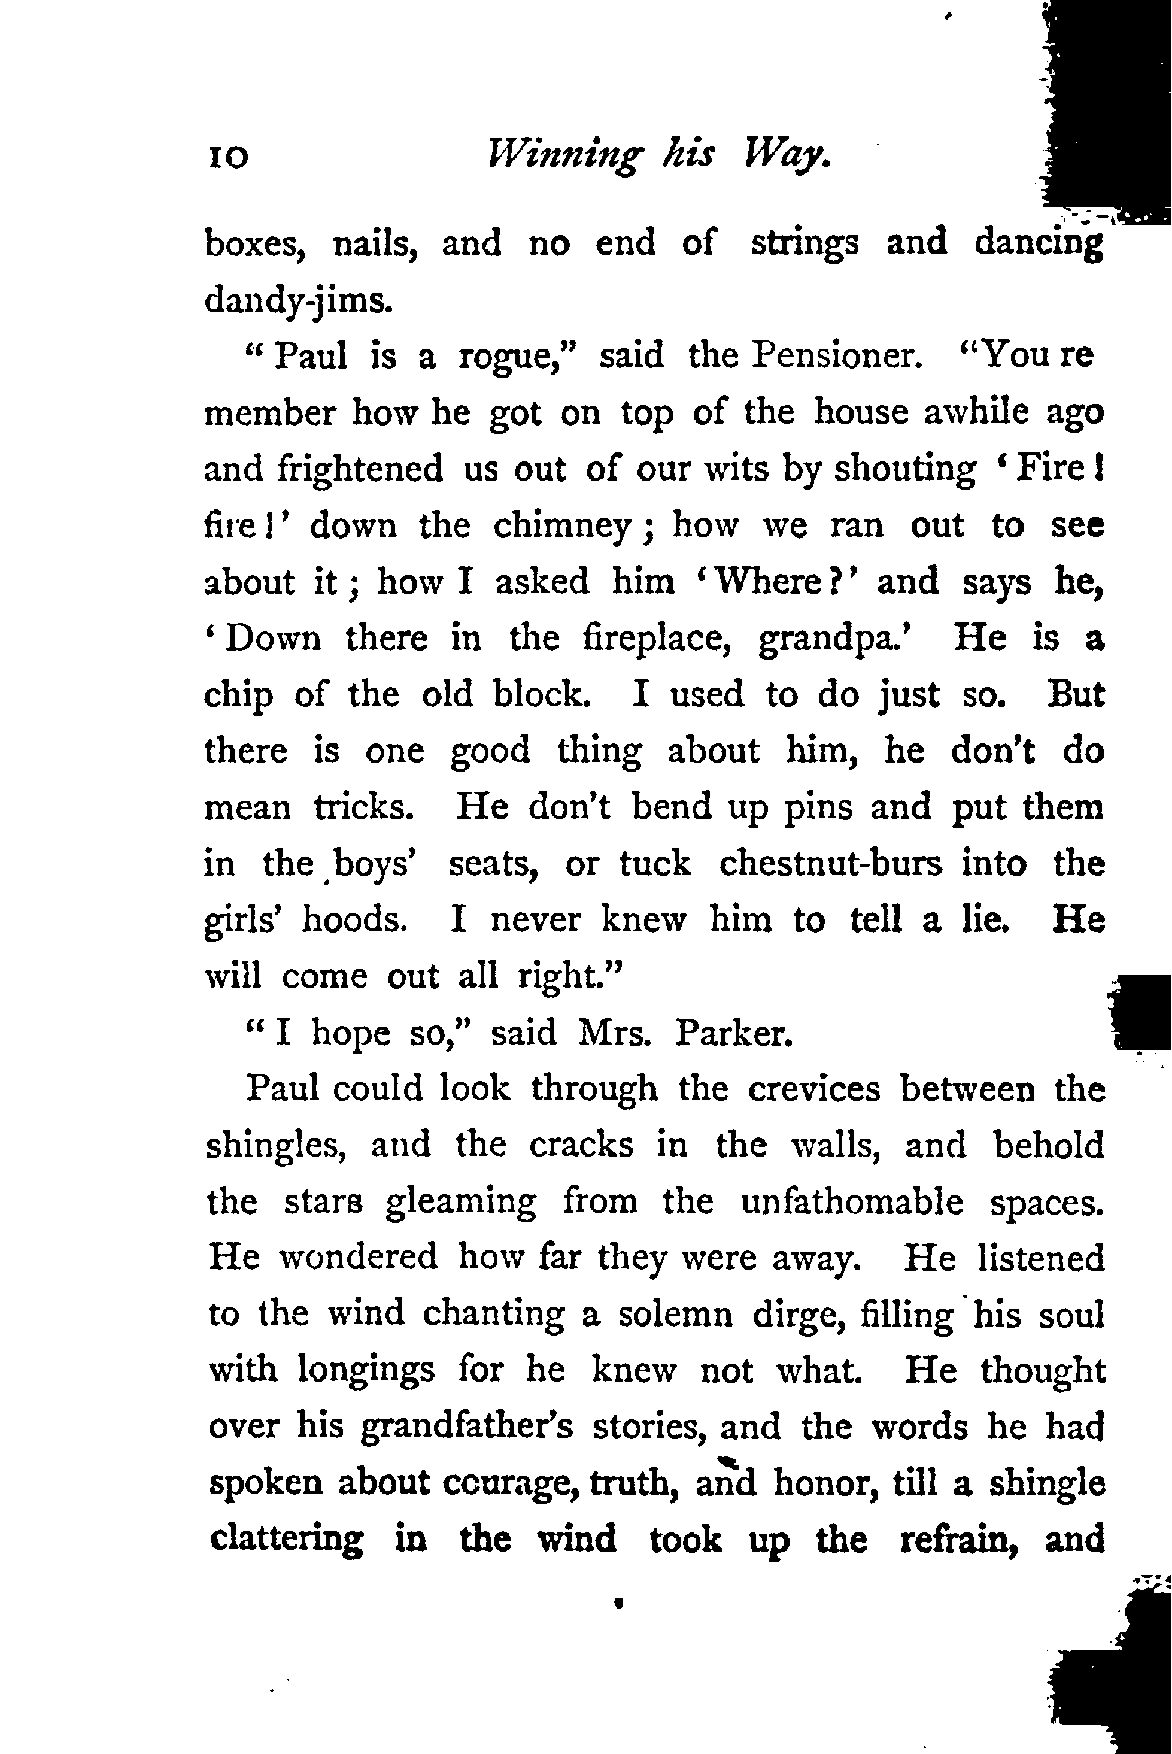 10 Winning his Way.
boxes, nails, and no end of strings and dancing
dandy-jims.
“ Paul is a rogue,” said the Pensioner. “You re
member how he got on top of the house awhile ago
and frightened us out of our wits by shouting ‘ Fire !
fire !’ down the chimney ; how we ran out to see
about it ; how I asked him ‘ Where ?’ and says he,
‘ Down there in the fireplace, grandpa.’ He is a
chip of the old block. I used to do just so. But
there is one good thing about him, he don’t do
mean tricks. He don’t bend up pins and put them
in the boys’ seats, or tuck chestnut-burs into the
girls’ hoods. I never knew him to tell a lie. He
will come out all right.”
“ I hope so,” said Mrs. Parker.
Paul could look through the crevices between the
shingles, and the cracks in the walls, and behold
the stars gleaming from the unfathomable spaces.
He wondered how far they were away. He listened
to the wind chanting a solemn dirge, filling his soul
with longings for he knew not what. He thought
over his grandfather’s stories, and the words he had
spoken about courage, truth, and honor, till a shingle
clattering in the wind took up the refrain, and